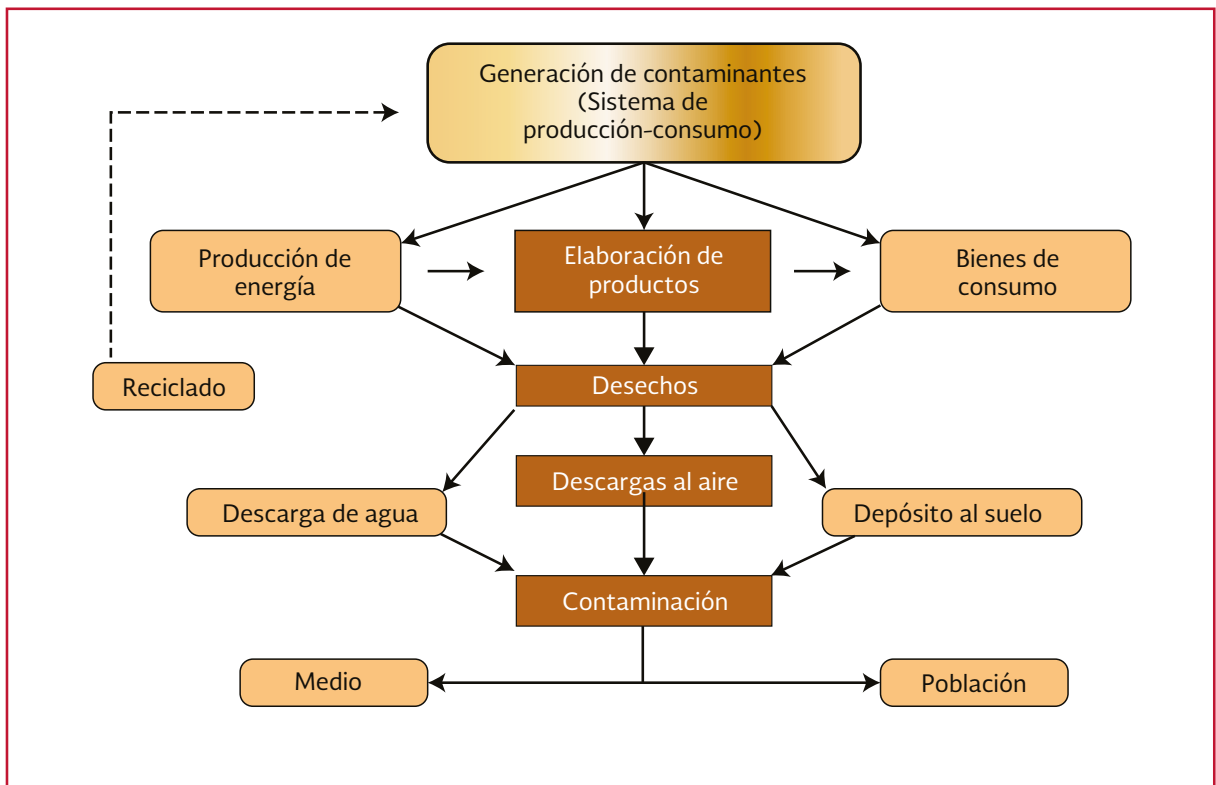 Generación de contaminantes
(Sistema de
producción-consumo)
Producción de
energía
Elaboración de
productos
Bienes de
consumo
Reciclado
Desechos
Descargas al aire
Descarga de agua
Depósito al suelo
Contaminación
Medio
Población